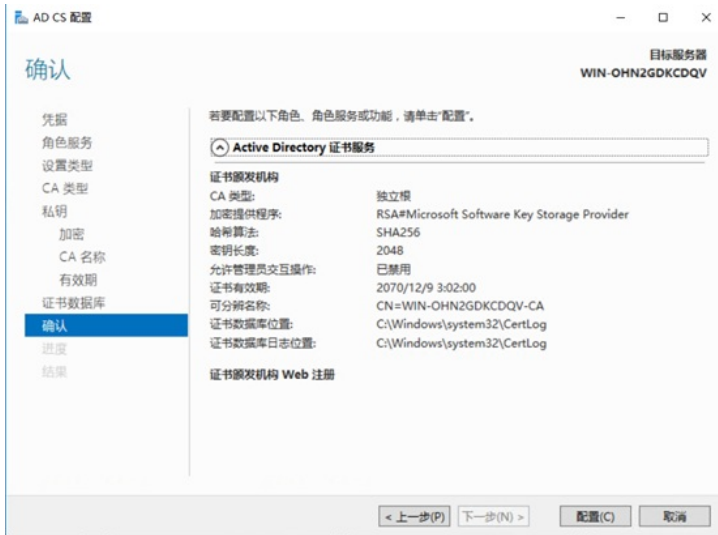 AD CS 配置
确认
目标服务器
WIN-OHN2GDKCDQV
凭据
角色服务
设置类型
CA 类型
私钥
加密
CA 名称
有效期
证书数据库
确认
进度
结果
若要配置以下角色、角色服务或功能，请单击"配置"。
Active Directory 证书服务
证书颁发机构
CA 类型: 独立根
加密提供程序: RSA#Microsoft Software Key Storage Provider
哈希算法: SHA256
密钥长度: 2048
允许管理员交互操作: 已禁用
证书有效期: 2070/12/9 3:02:00
可分辨名称: CN=WIN-OHN2GDKCDQV-CA
证书数据库位置: C:\Windows\system32\CertLog
证书数据库日志位置: C:\Windows\system32\CertLog
证书颁发机构 Web 注册
< 上一步(P) 下一步(N) > 配置(C) 取消